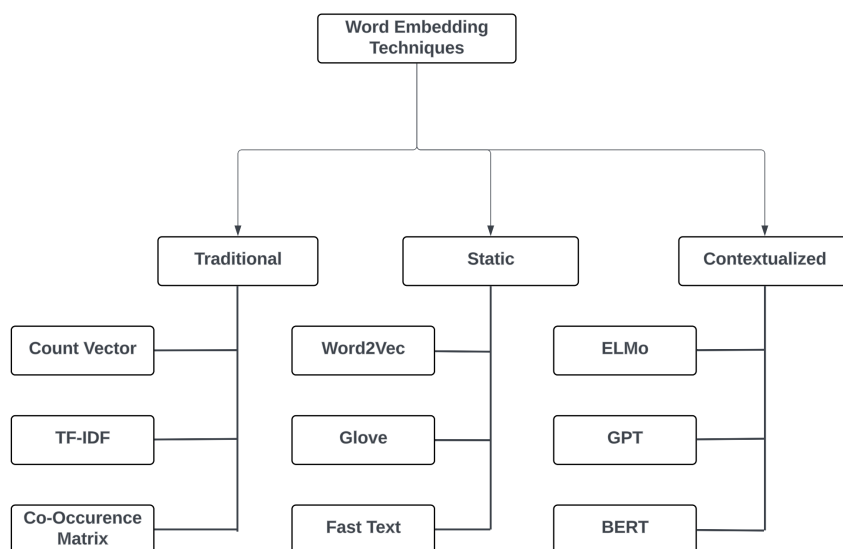 Word Embedding
Techniques
Traditional
Static
Contextualized
Count Vector
Word2Vec
ELMo
TF-IDF
Glove
GPT
Co-Occurence
Matrix
Fast Text
BERT